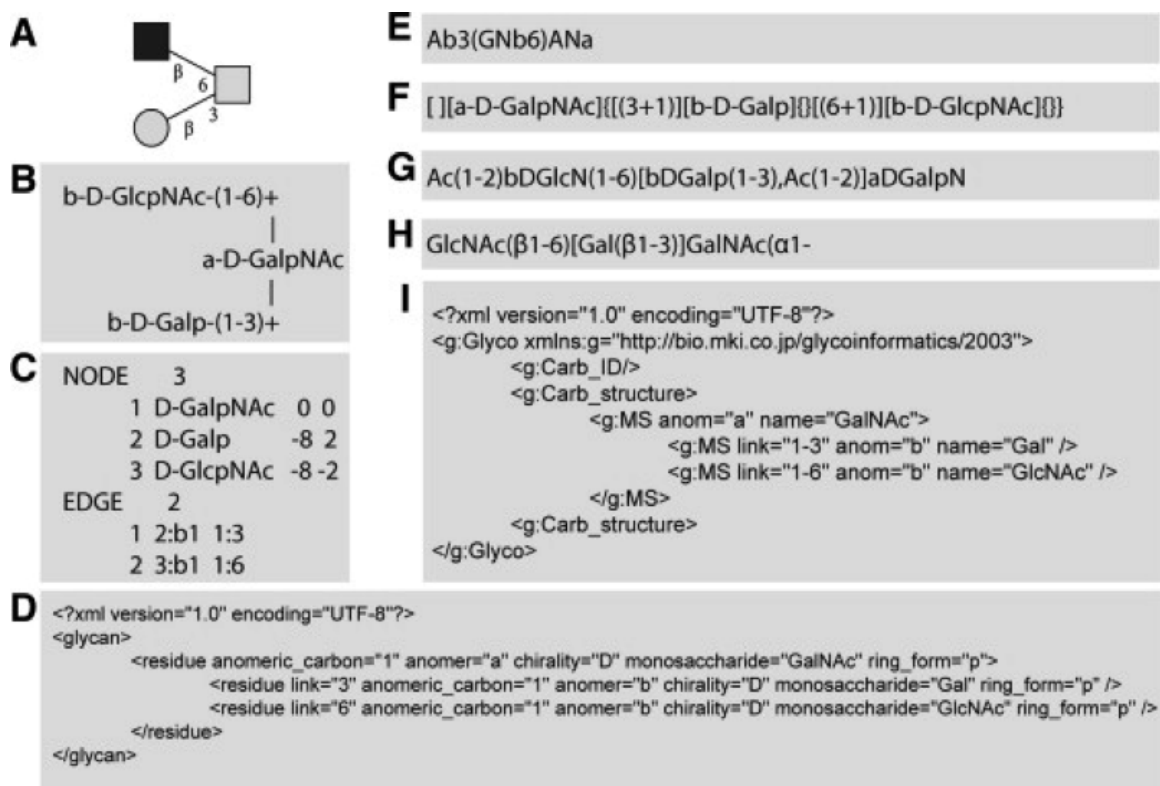 A
β
6
3
β
B
b-D-GlcpNAc-(1-6)+
|
a-D-GalpNAc
|
b-D-Galp-(1-3)+
C
NODE 3
1 D-GalpNAc 0 0
2 D-Galp -8 2
3 D-GlcpNAc -8 -2
EDGE 2
1 2:b1 1:3
2 3:b1 1:6
D
<?xml version="1.0" encoding="UTF-8"?>
<glycan>
<residue anomeric_carbon="1" anomer="a" chirality="D" monosaccharide="GalNAc" ring_form="p">
<residue link="3" anomeric_carbon="1" anomer="b" chirality="D" monosaccharide="Gal" ring_form="p" />
<residue link="6" anomeric_carbon="1" anomer="b" chirality="D" monosaccharide="GlcNAc" ring_form="p" />
</residue>
</glycan>
E
Ab3(GNb6)ANa
F
[ ][a-D-GalpNAc]{[(3+1)][b-D-Galp]{}[(6+1)][b-D-GlcpNAc]{}}
G
Ac(1-2)bDGlcN(1-6)[bDGalp(1-3),Ac(1-2)]aDGalpN
H
GlcNAc(β1-6)[Gal(β1-3)]GalNAc(α1-
I
<?xml version="1.0" encoding="UTF-8"?>
<g:Glyco xmlns:g="http://bio.mki.co.jp/glycoinformatics/2003">
<g:Carb_ID/>
<g:Carb_structure>
<g:MS anom="a" name="GalNAc">
<g:MS link="1-3" anom="b" name="Gal" />
<g:MS link="1-6" anom="b" name="GlcNAc" />
</g:MS>
<g:Carb_structure>
</g:Glyco>